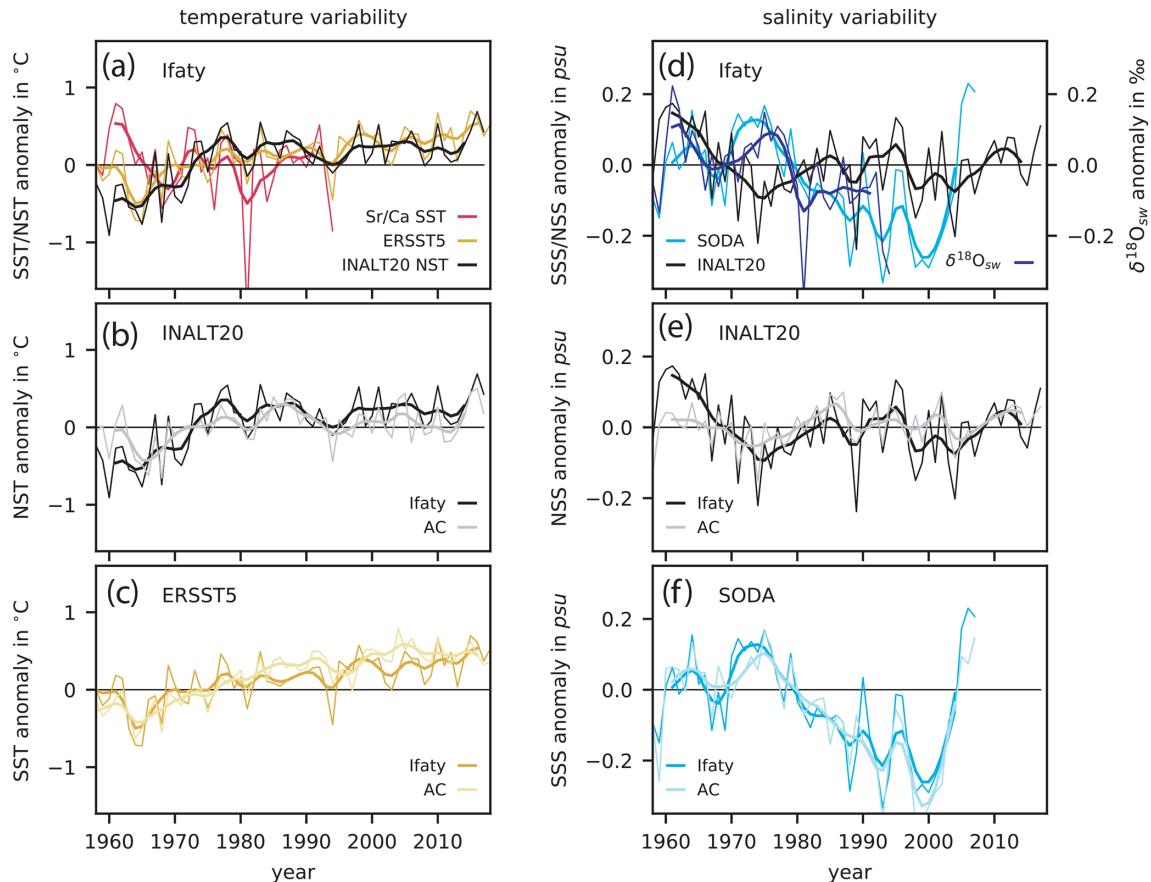 temperature variability
salinity variability
(a) Ifaty
SST/NST anomaly in °C
1
0
−1
Sr/Ca SST
ERSST5
INALT20 NST
(d) Ifaty
SSS/NSS anomaly in psu
0.2
0.0
−0.2
SODA
INALT20
δ¹⁸Osw
0.2
0.0
−0.2
δ¹⁸Osw anomaly in ‰
(b) INALT20
NST anomaly in °C
1
0
−1
Ifaty
AC
(e) INALT20
NSS anomaly in psu
0.2
0.0
−0.2
Ifaty
AC
(c) ERSST5
SST anomaly in °C
1
0
−1
Ifaty
AC
1960 1970 1980 1990 2000 2010
year
(f) SODA
SSS anomaly in psu
0.2
0.0
−0.2
Ifaty
AC
1960 1970 1980 1990 2000 2010
year